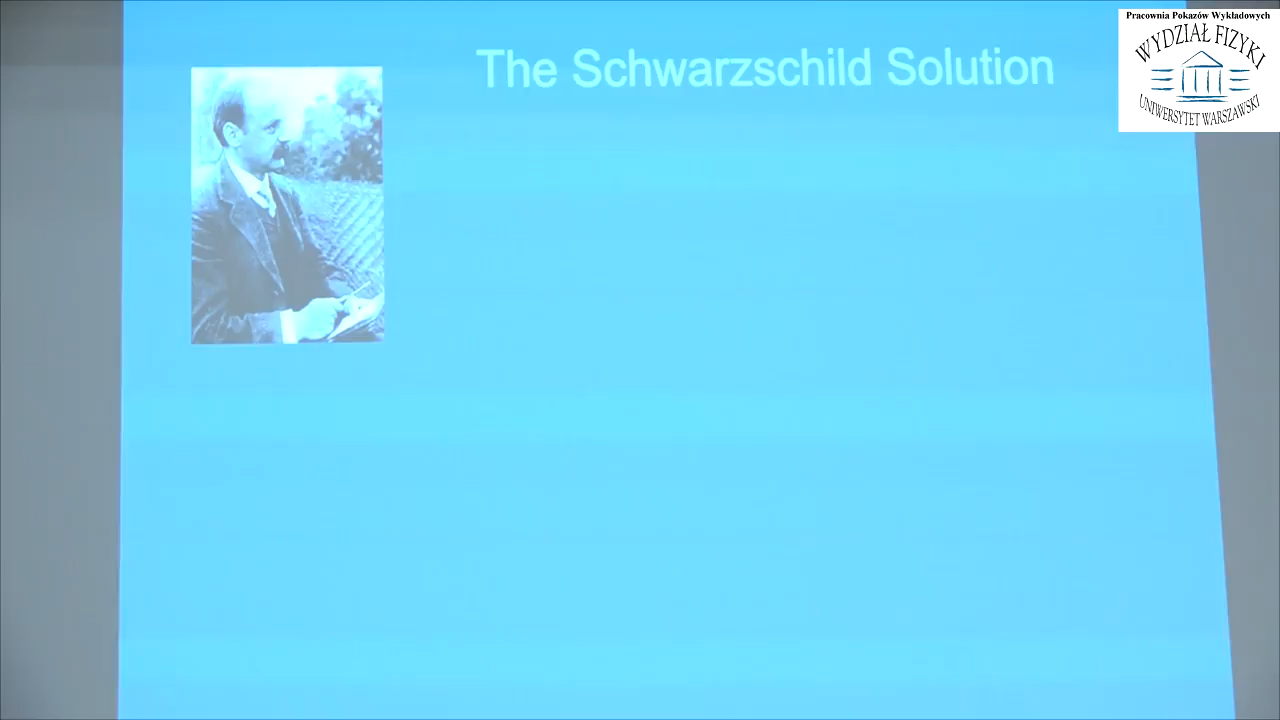 The Schwarzschild Solution
Pracownia Pokazów Wykładowych
WYDZIAŁ FIZYKI
UNIWERSYTET WARSZAWSKI